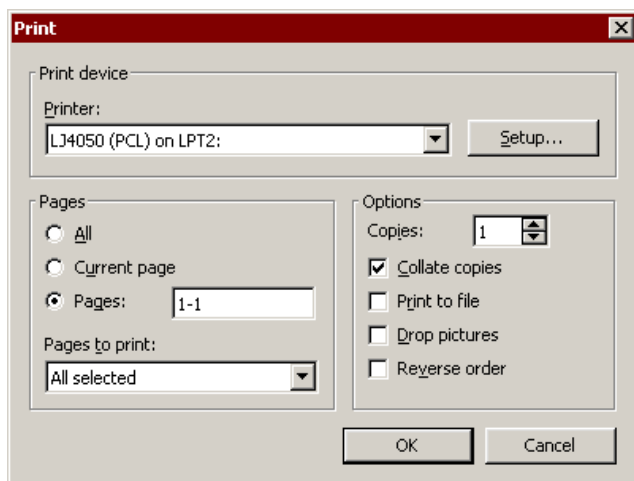 Print
Print device
Printer:
LJ4050 (PCL) on LPT2:
Setup...
Pages
All
Current page
Pages:
1-1
Pages to print:
All selected
Options
Copies:
1
Collate copies
Print to file
Drop pictures
Reverse order
OK
Cancel